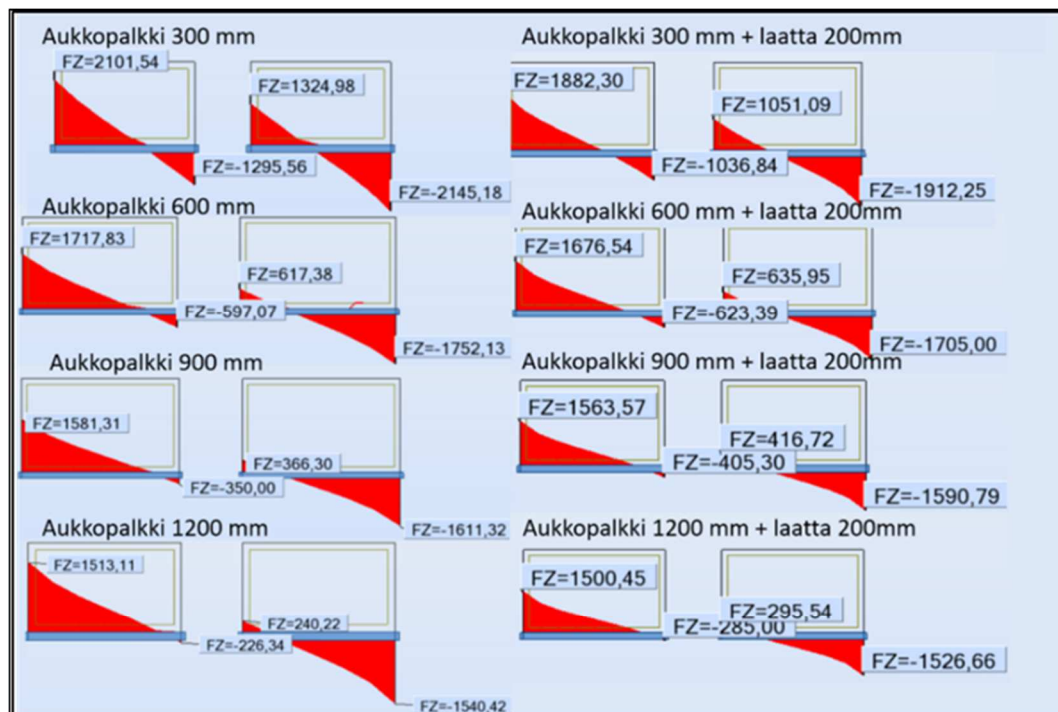 Aukkopalkki 300 mm
FZ=2101,54
FZ=1324,98
FZ=-1295,56
FZ=-2145,18
Aukkopalkki 300 mm + laatta 200mm
FZ=1882,30
FZ=1051,09
FZ=-1036,84
FZ=-1912,25
Aukkopalkki 600 mm
FZ=1717,83
FZ=617,38
FZ=-597,07
FZ=-1752,13
Aukkopalkki 600 mm + laatta 200mm
FZ=1676,54
FZ=635,95
FZ=-623,39
FZ=-1705,00
Aukkopalkki 900 mm
FZ=1581,31
FZ=366,30
FZ=-350,00
FZ=-1611,32
Aukkopalkki 900 mm + laatta 200mm
FZ=1563,57
FZ=416,72
FZ=-405,30
FZ=-1590,79
Aukkopalkki 1200 mm
FZ=1513,11
FZ=240,22
FZ=-226,34
FZ=-1540,42
Aukkopalkki 1200 mm + laatta 200mm
FZ=1500,45
FZ=295,54
FZ=-285,00
FZ=-1526,66